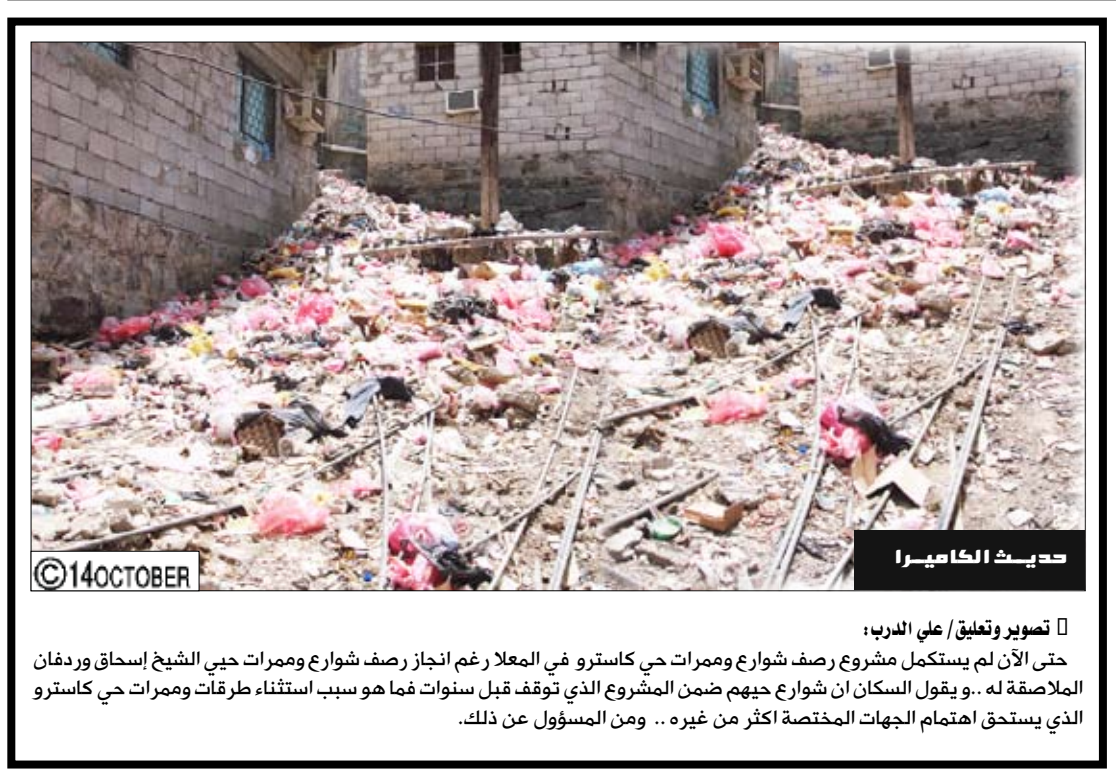 حديـث الكاميـرا
©14OCTOBER
تصوير وتعليق/ علي الدرب:
حتى الآن لم يستكمل مشروع رصف شوارع وممرات حي كاسترو في المعلا رغم انجاز رصف شوارع وممرات حيي الشيخ إسحاق وردفان
الملاصقة له ..و يقول السكان ان شوارع حيهم ضمن المشروع الذي توقف قبل سنوات فما هو سبب استثناء طرقات وممرات حي كاسترو
الذي يستحق اهتمام الجهات المختصة اكثر من غيره .. ومن المسؤول عن ذلك.